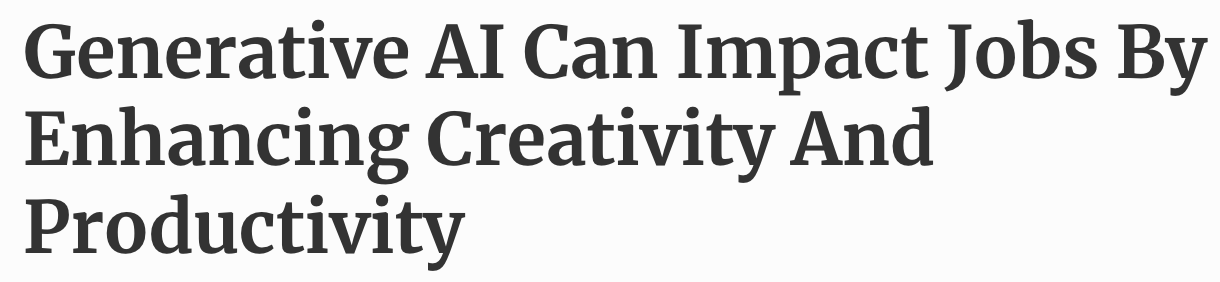 Generative AI Can Impact Jobs By
Enhancing Creativity And
Productivity